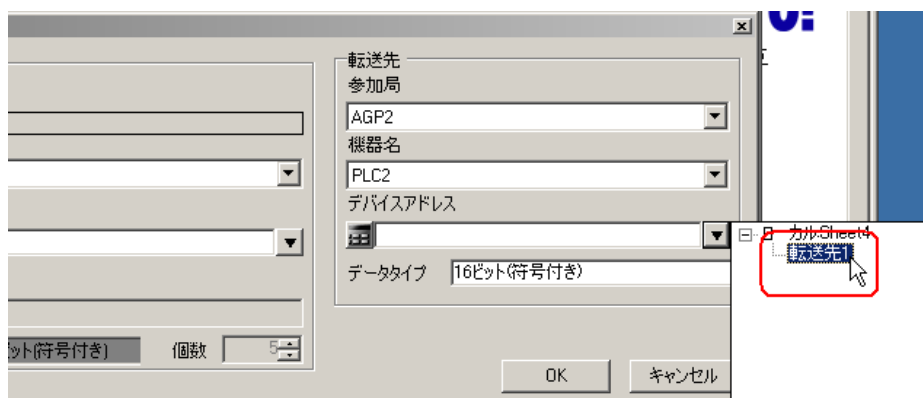 転送先
参加局
AGP2
機器名
PLC2
デバイスアドレス
データタイプ 16ビット(符号付き)
ット(符号付き) 個数 5
OK キャンセル
ル:Sheet4
転送先1